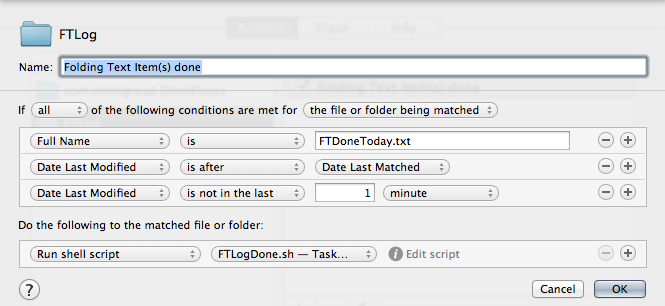 FTLog
Name: Folding Text Item(s) done
If all of the following conditions are met for the file or folder being matched
Full Name is FTDoneToday.txt
Date Last Modified is after Date Last Matched
Date Last Modified is not in the last 1 minute
Do the following to the matched file or folder:
Run shell script FTLogDone.sh — Task... Edit script
? Cancel OK